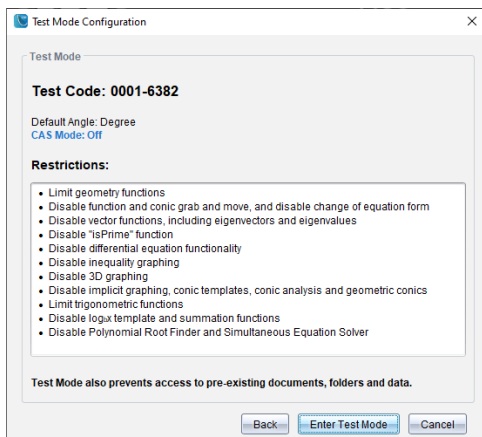 Test Mode Configuration
Test Mode
Test Code: 0001-6382
Default Angle: Degree
CAS Mode: Off
Restrictions:
• Limit geometry functions
• Disable function and conic grab and move, and disable change of equation form
• Disable vector functions, including eigenvectors and eigenvalues
• Disable "isPrime" function
• Disable differential equation functionality
• Disable inequality graphing
• Disable 3D graphing
• Disable implicit graphing, conic templates, conic analysis and geometric conics
• Limit trigonometric functions
• Disable logbx template and summation functions
• Disable Polynomial Root Finder and Simultaneous Equation Solver
Test Mode also prevents access to pre-existing documents, folders and data.
Back Enter Test Mode Cancel